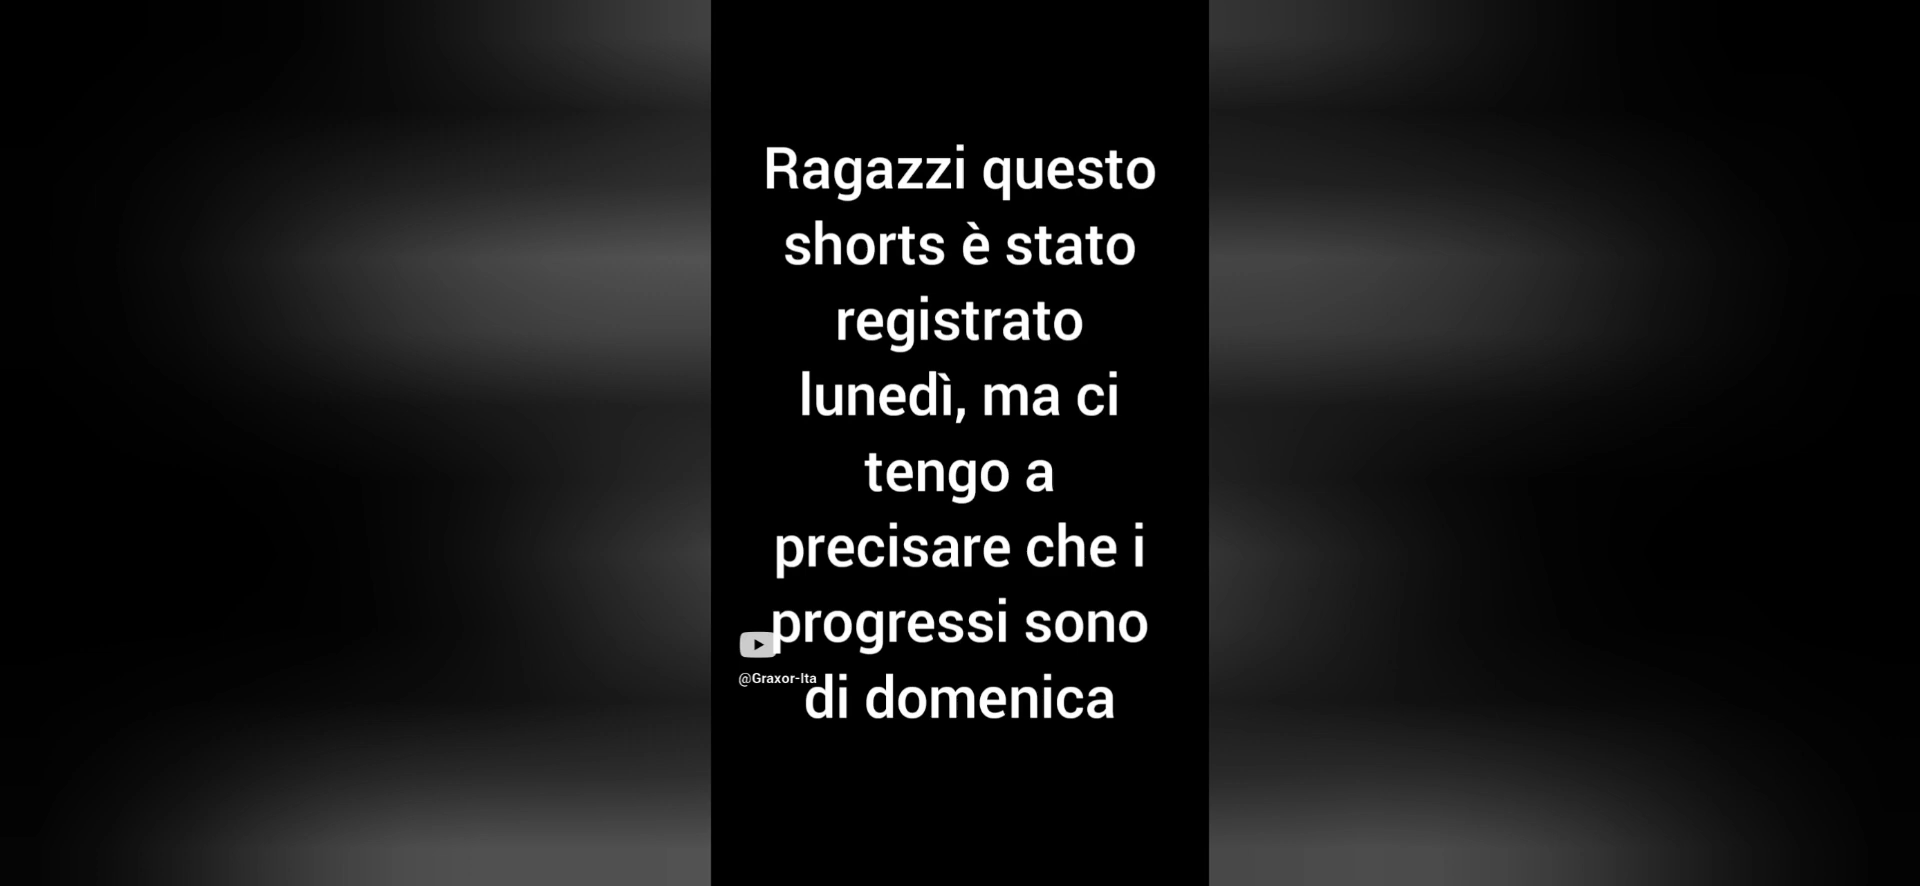 Ragazzi questo
shorts è stato
registrato
lunedì, ma ci
tengo a
precisare che i
progressi sono
di domenica
@Graxor-Ita